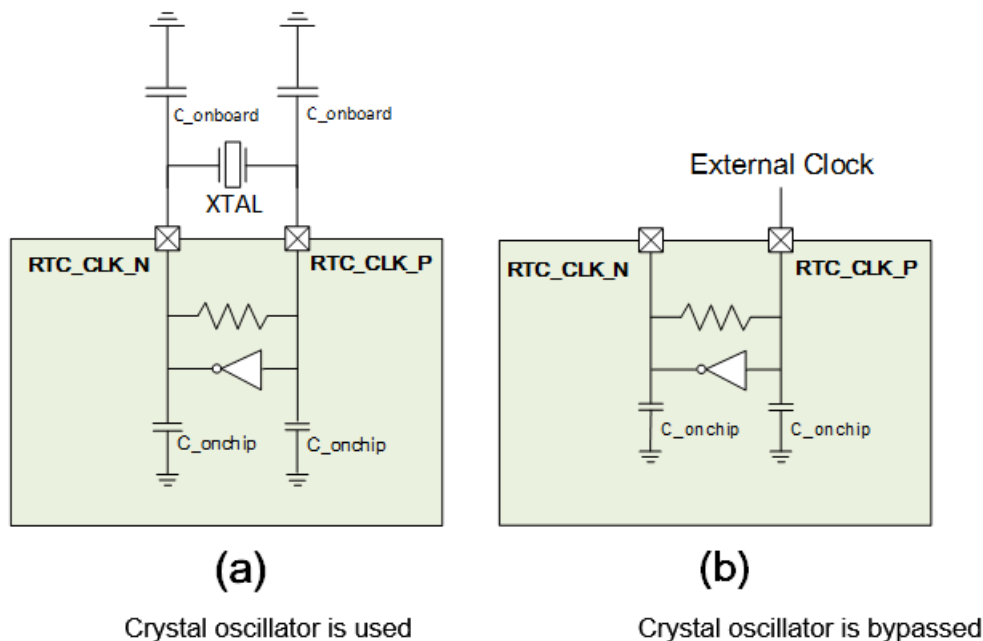 C_onboard
C_onboard
XTAL
RTC_CLK_N
RTC_CLK_P
C_onchip
C_onchip
(a)
Crystal oscillator is used
External Clock
RTC_CLK_N
RTC_CLK_P
C_onchip
C_onchip
(b)
Crystal oscillator is bypassed